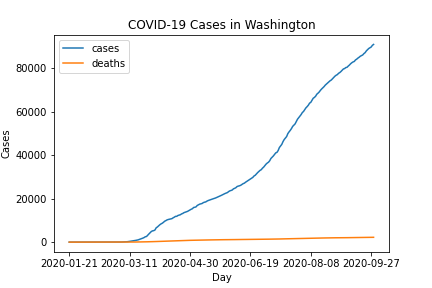 COVID-19 Cases in Washington
cases
deaths
80000
60000
40000
20000
0
Cases
2020-01-21 2020-03-11 2020-04-30 2020-06-19 2020-08-08 2020-09-27
Day